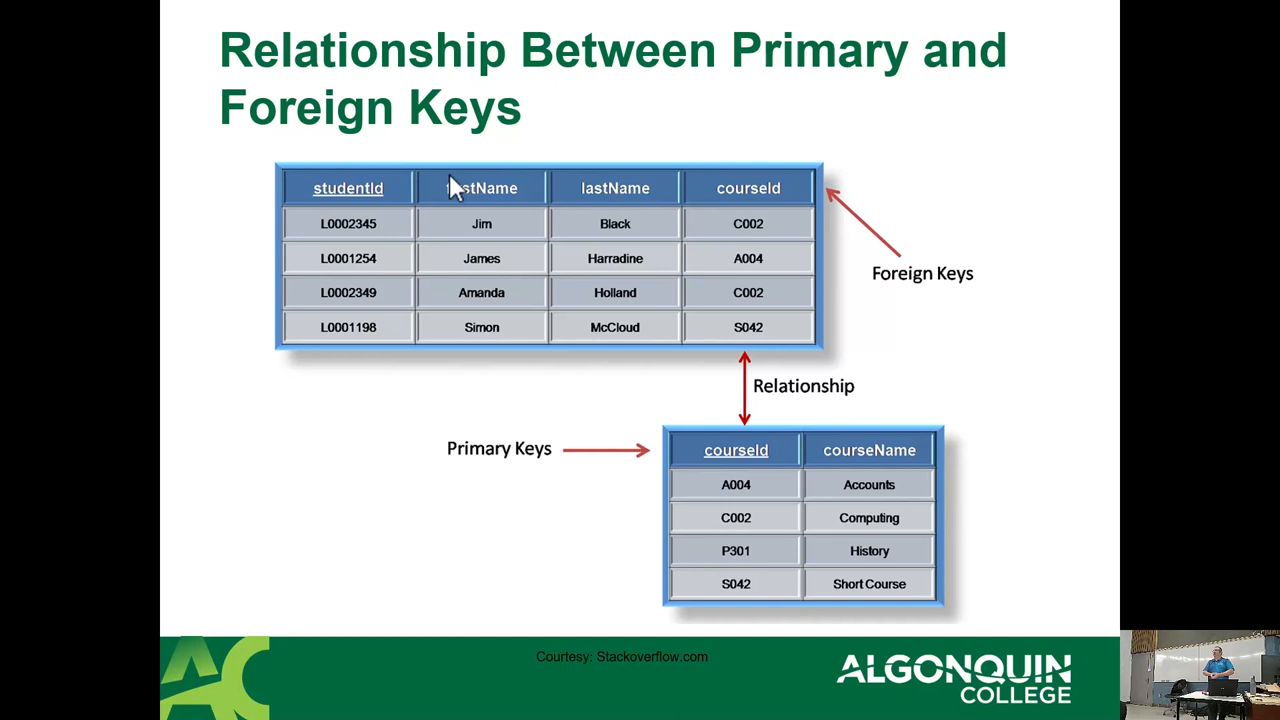 Relationship Between Primary and
Foreign Keys
studentId firstName lastName courseId
L0002345 Jim Black C002
L0001254 James Harradine A004
L0002349 Amanda Holland C002
L0001198 Simon McCloud S042
Foreign Keys
Relationship
Primary Keys
courseId courseName
A004 Accounts
C002 Computing
P301 History
S042 Short Course
AC
Courtesy: Stackoverflow.com
ALGONQUIN
COLLEGE